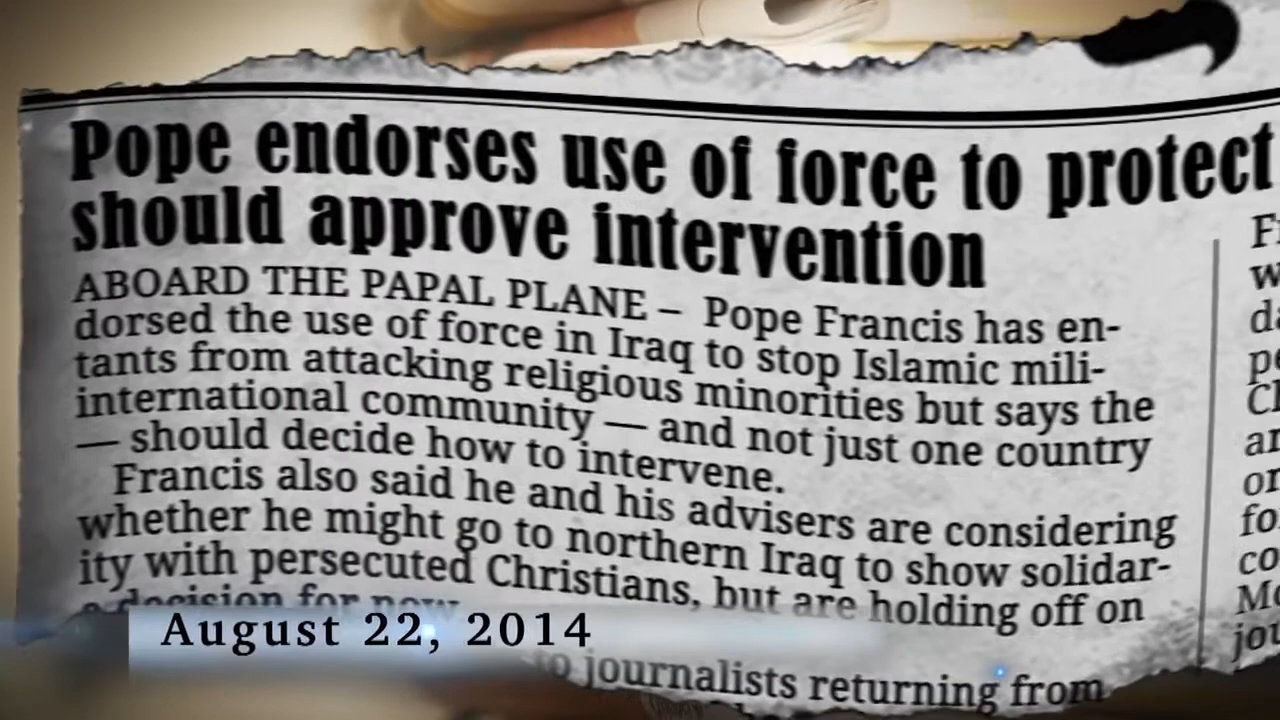 Pope endorses use of force to protect
should approve intervention
ABOARD THE PAPAL PLANE – Pope Francis has en-
dorsed the use of force in Iraq to stop Islamic mili-
tants from attacking religious minorities but says the
international community — and not just one country
— should decide how to intervene.
Francis also said he and his advisers are considering
whether he might go to northern Iraq to show solidar-
ity with persecuted Christians, but are holding off on
a decision for now.
to journalists returning from
August 22, 2014